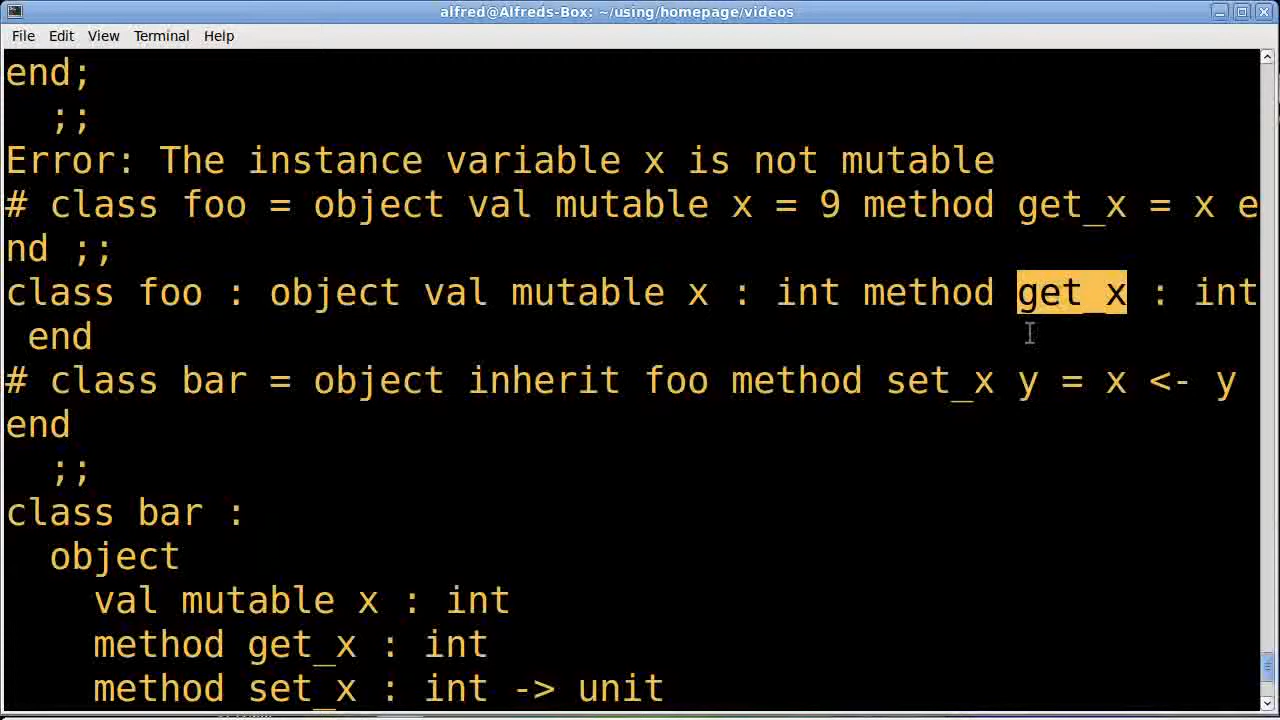 alfred@Alfreds-Box: ~/using/homepage/videos
File Edit View Terminal Help
end;
  ;;
Error: The instance variable x is not mutable
# class foo = object val mutable x = 9 method get_x = x e
nd ;;
class foo : object val mutable x : int method get_x : int
 end
# class bar = object inherit foo method set_x y = x <- y
end
  ;;
class bar :
  object
    val mutable x : int
    method get_x : int
    method set_x : int -> unit